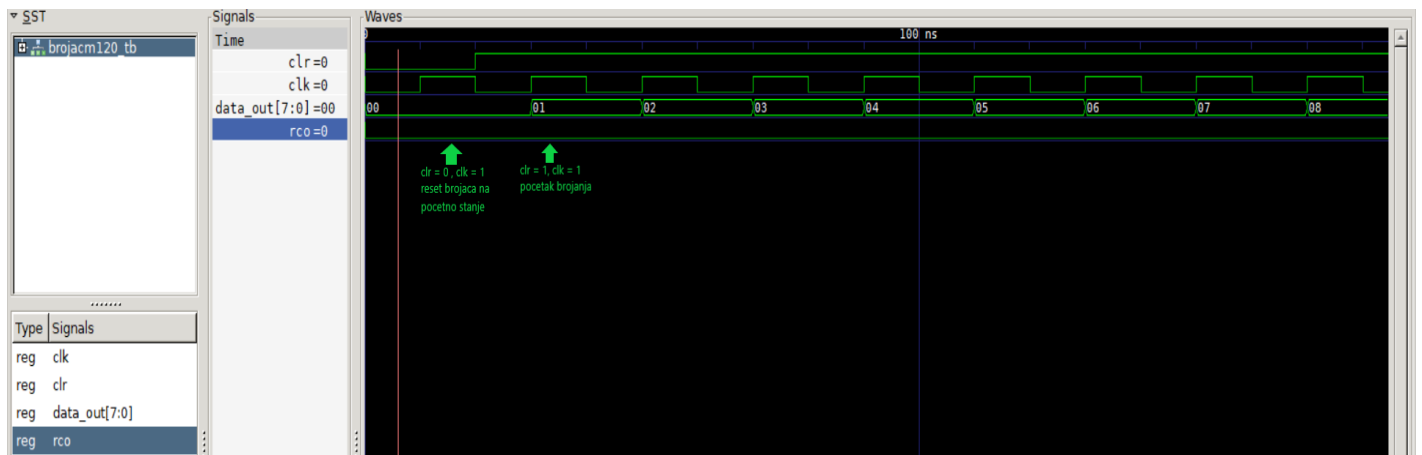 SST
brojacm120_tb
Type Signals
reg clk
reg clr
reg data_out[7:0]
reg rco
Signals
Time
clr=0
clk=0
data_out[7:0]=00
rco=0
Waves
0 100 ns
00 01 02 03 04 05 06 07 08
clr = 0 , clk = 1
reset brojaca na
pocetno stanje
clr = 1, clk = 1
pocetak brojanja